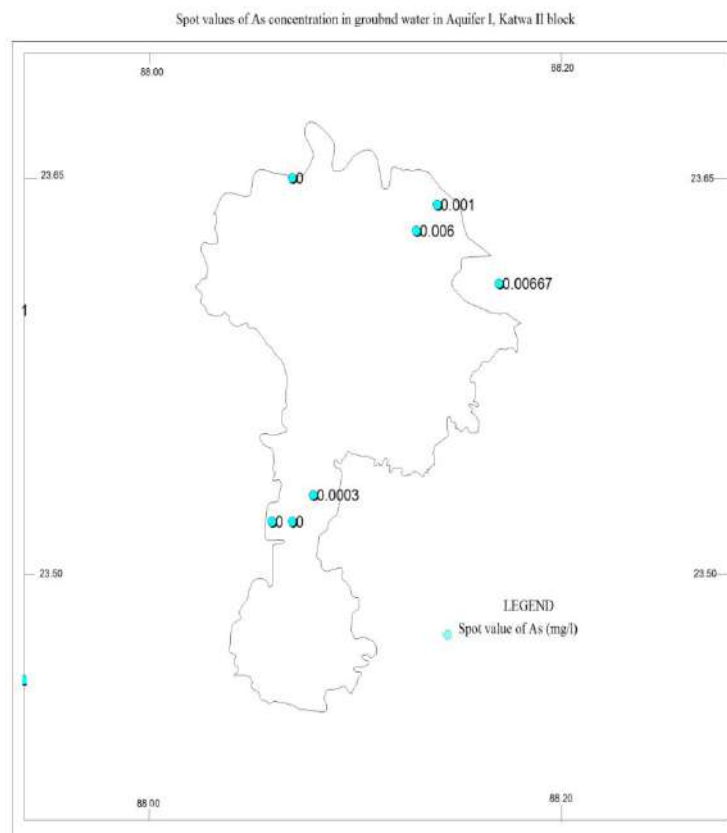 Spot values of As concentration in groubnd water in Aquifer I, Katwa II block
88.00 88.20
23.65 0 23.65
0.001
0.006
0.00667
1
0.0003
0 0
23.50 23.50
LEGEND
Spot value of As (mg/l)
88.00 88.20